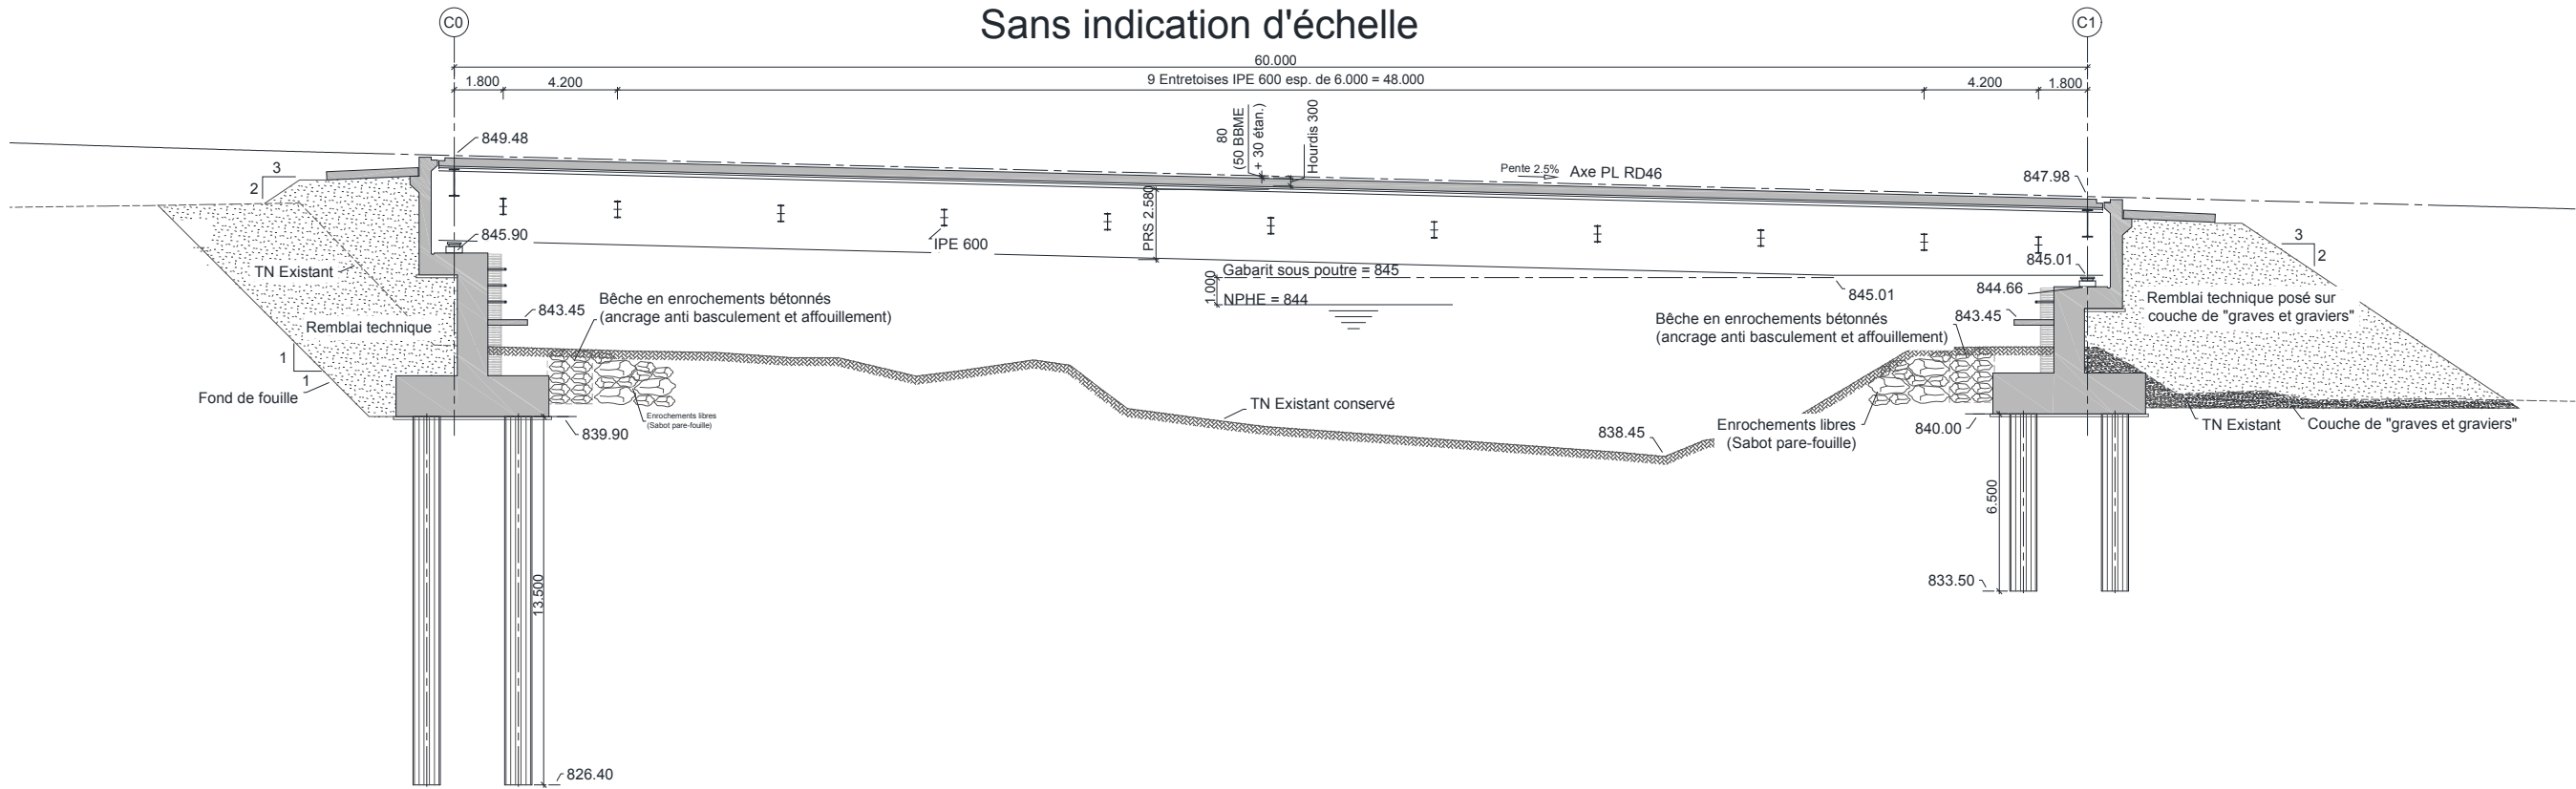 C0
Sans indication d'échelle
C1
60.000
1.800
4.200
9 Entretoises IPE 600 esp. de 6.000 = 48.000
4.200
1.800
80
(50 BBME
+ 30 étan.)
Hourdis 300
849.48
3
2
Pente 2.5%
Axe PL RD46
847.98
PRS 2.580
845.90
IPE 600
TN Existant
3
2
845.01
Gabarit sous poutre = 845
1.000
NPHE = 844
845.01
844.66
843.45
Bêche en enrochements bétonnés
(ancrage anti basculement et affouillement)
Remblai technique
Bêche en enrochements bétonnés
(ancrage anti basculement et affouillement)
843.45
Remblai technique posé sur
couche de "graves et graviers"
1
1
Fond de fouille
Enrochements libres
(Sabot pare-fouille)
839.90
TN Existant conservé
838.45
Enrochements libres
(Sabot pare-fouille)
840.00
TN Existant
Couche de "graves et graviers"
13.500
6.500
833.50
826.40